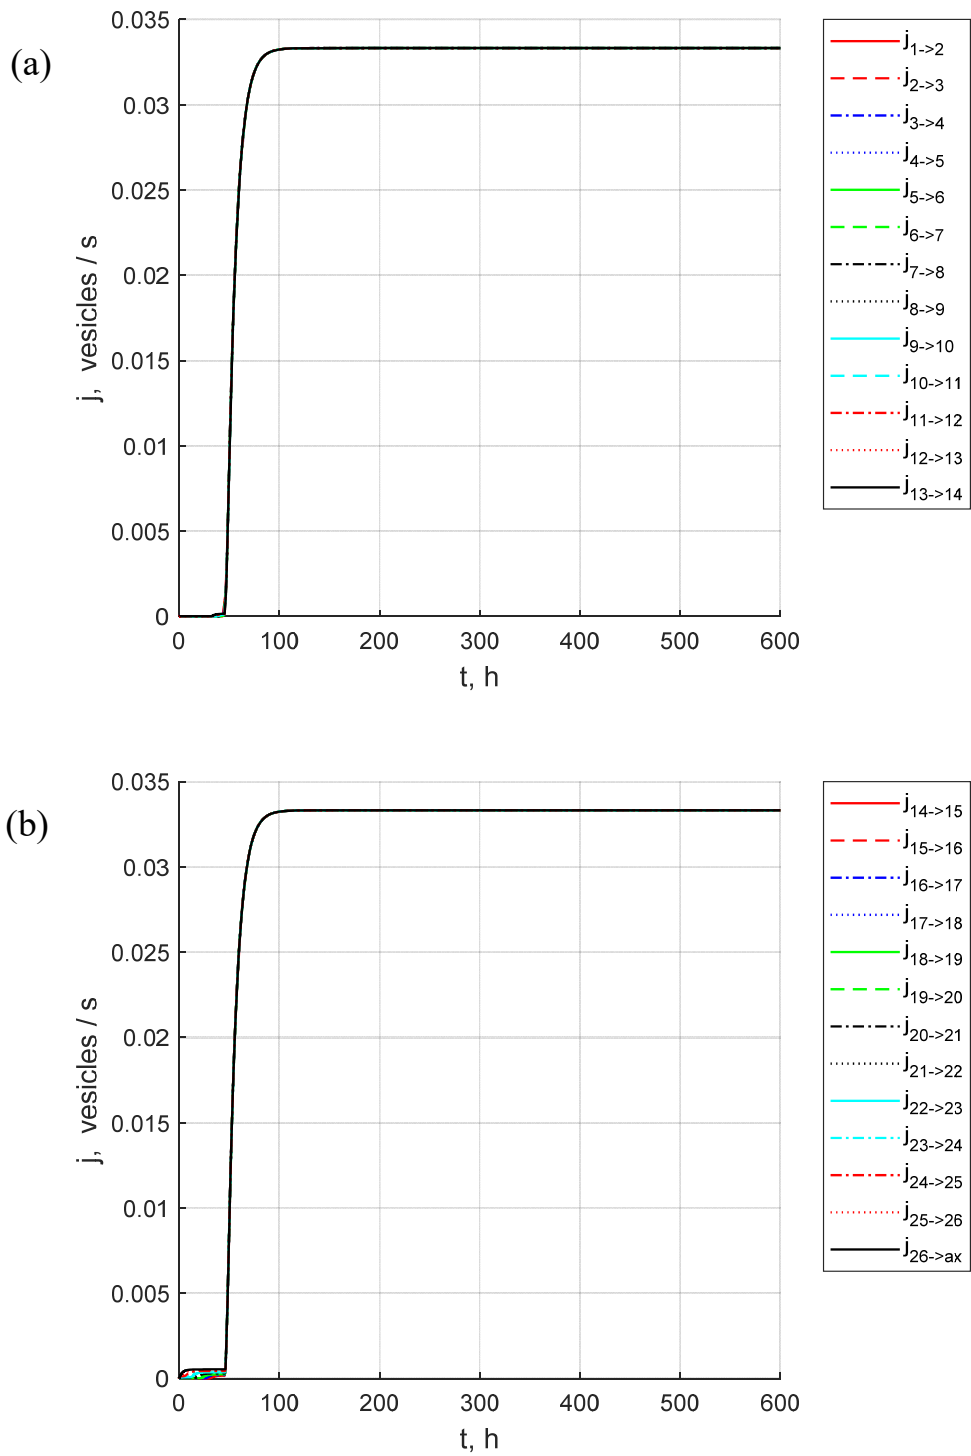 (a)
0.035
0.03
0.025
0.02
0.015
0.01
0.005
0
j, vesicles / s
0 100 200 300 400 500 600
t, h
j1->2
j2->3
j3->4
j4->5
j5->6
j6->7
j7->8
j8->9
j9->10
j10->11
j11->12
j12->13
j13->14
(b)
0.035
0.03
0.025
0.02
0.015
0.01
0.005
0
j, vesicles / s
0 100 200 300 400 500 600
t, h
j14->15
j15->16
j16->17
j17->18
j18->19
j19->20
j20->21
j21->22
j22->23
j23->24
j24->25
j25->26
j26->ax